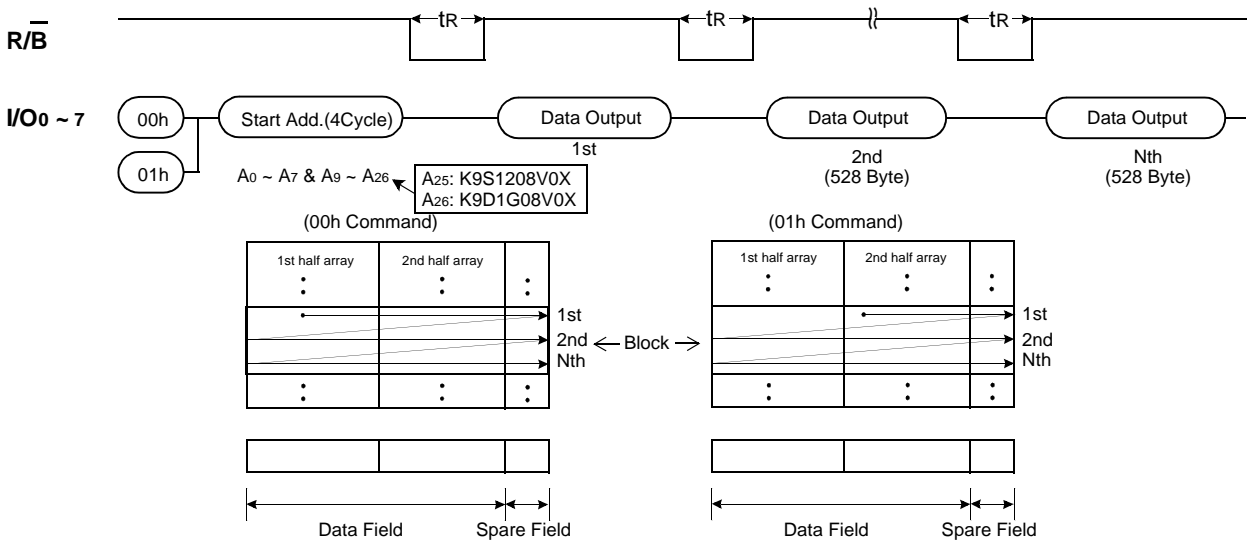 R/B
tR tR tR
I/O0 ~ 7
00h Start Add.(4Cycle) Data Output Data Output Data Output
01h
1st
2nd
(528 Byte)
Nth
(528 Byte)
A0 ~ A7 & A9 ~ A26
A25: K9S1208V0X
A26: K9D1G08V0X
(00h Command)
1st half array 2nd half array
1st
2nd
Nth
Block
Data Field Spare Field
(01h Command)
1st half array 2nd half array
1st
2nd
Nth
Data Field Spare Field